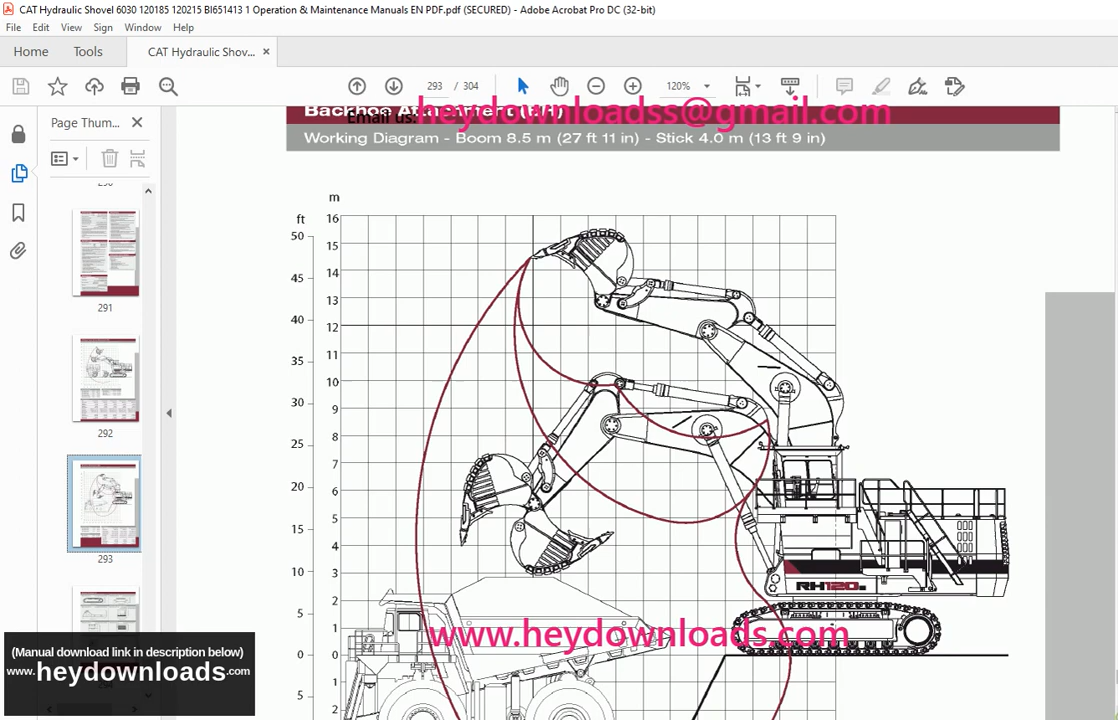 CAT Hydraulic Shovel 6030 120185 120215 BI651413 1 Operation & Maintenance Manuals EN PDF.pdf (SECURED) - Adobe Acrobat Pro DC (32-bit)
File Edit View Sign Window Help
Home Tools CAT Hydraulic Shov... ×
293 / 304 120%
Page Thum...
Email us: heydownloadss@gmail.com
Working Diagram - Boom 8.5 m (27 ft 11 in) - Stick 4.0 m (13 ft 9 in)
m
ft
16
50
15
45
14
13
40
12
35
11
10
30
9
25
8
7
20
6
15
5
4
10
3
5
1
0
0
5
2
291
292
293
RH120E
www.heydownloads.com
(Manual download link in description below)
www.heydownloads.com